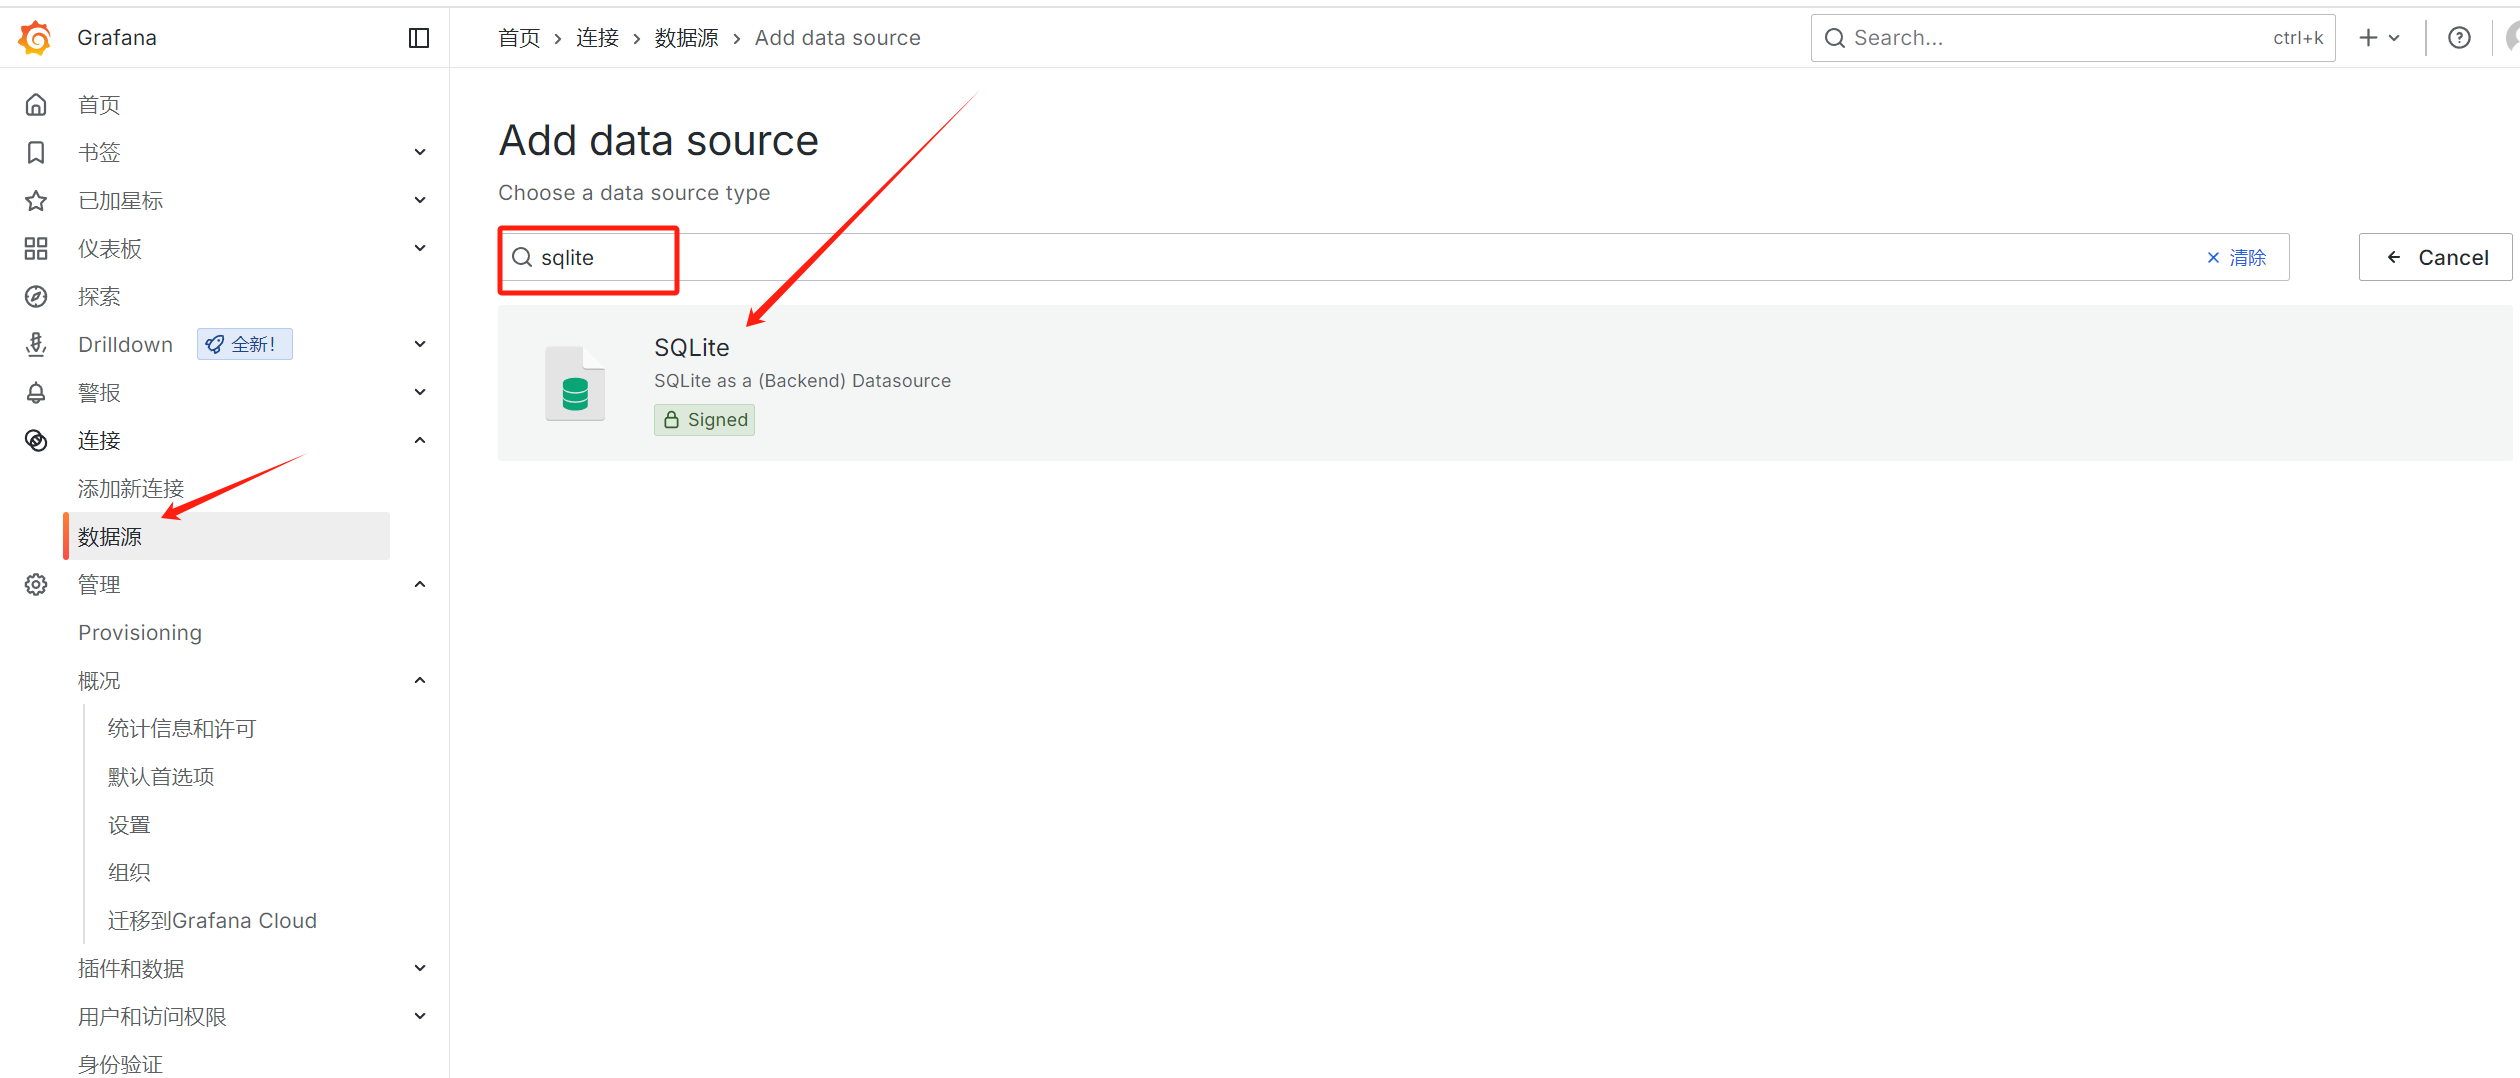 Grafana
首页 › 连接 › 数据源 › Add data source
Search...
ctrl+k
首页
书签
已加星标
仪表板
探索
Drilldown
全新!
警报
连接
添加新连接
数据源
管理
Provisioning
概况
统计信息和许可
默认首选项
设置
组织
迁移到Grafana Cloud
插件和数据
用户和访问权限
身份验证
Add data source
Choose a data source type
sqlite
清除
Cancel
SQLite
SQLite as a (Backend) Datasource
Signed